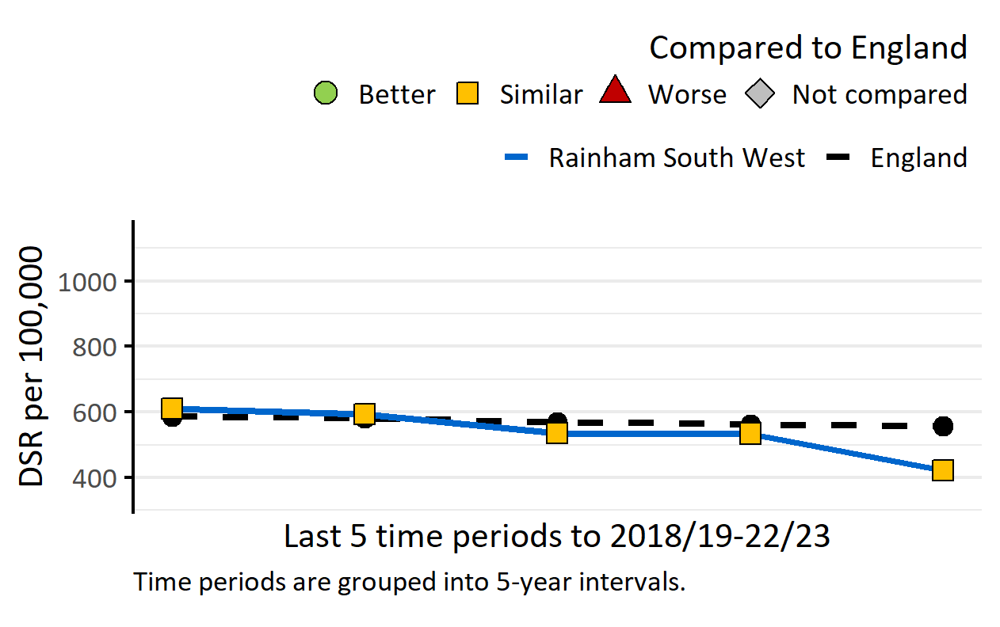 Compared to England
Better Similar Worse Not compared
Rainham South West England
DSR per 100,000
1000
800
600
400
Last 5 time periods to 2018/19-22/23
Time periods are grouped into 5-year intervals.